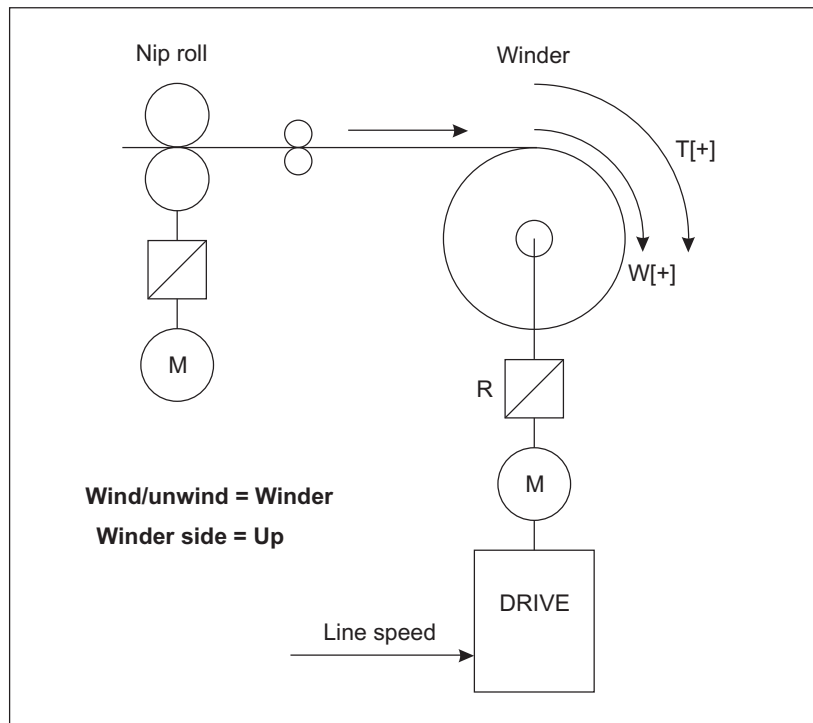 Nip roll
Winder
T[+]
W[+]
R
M
M
Wind/unwind = Winder
Winder side = Up
DRIVE
Line speed